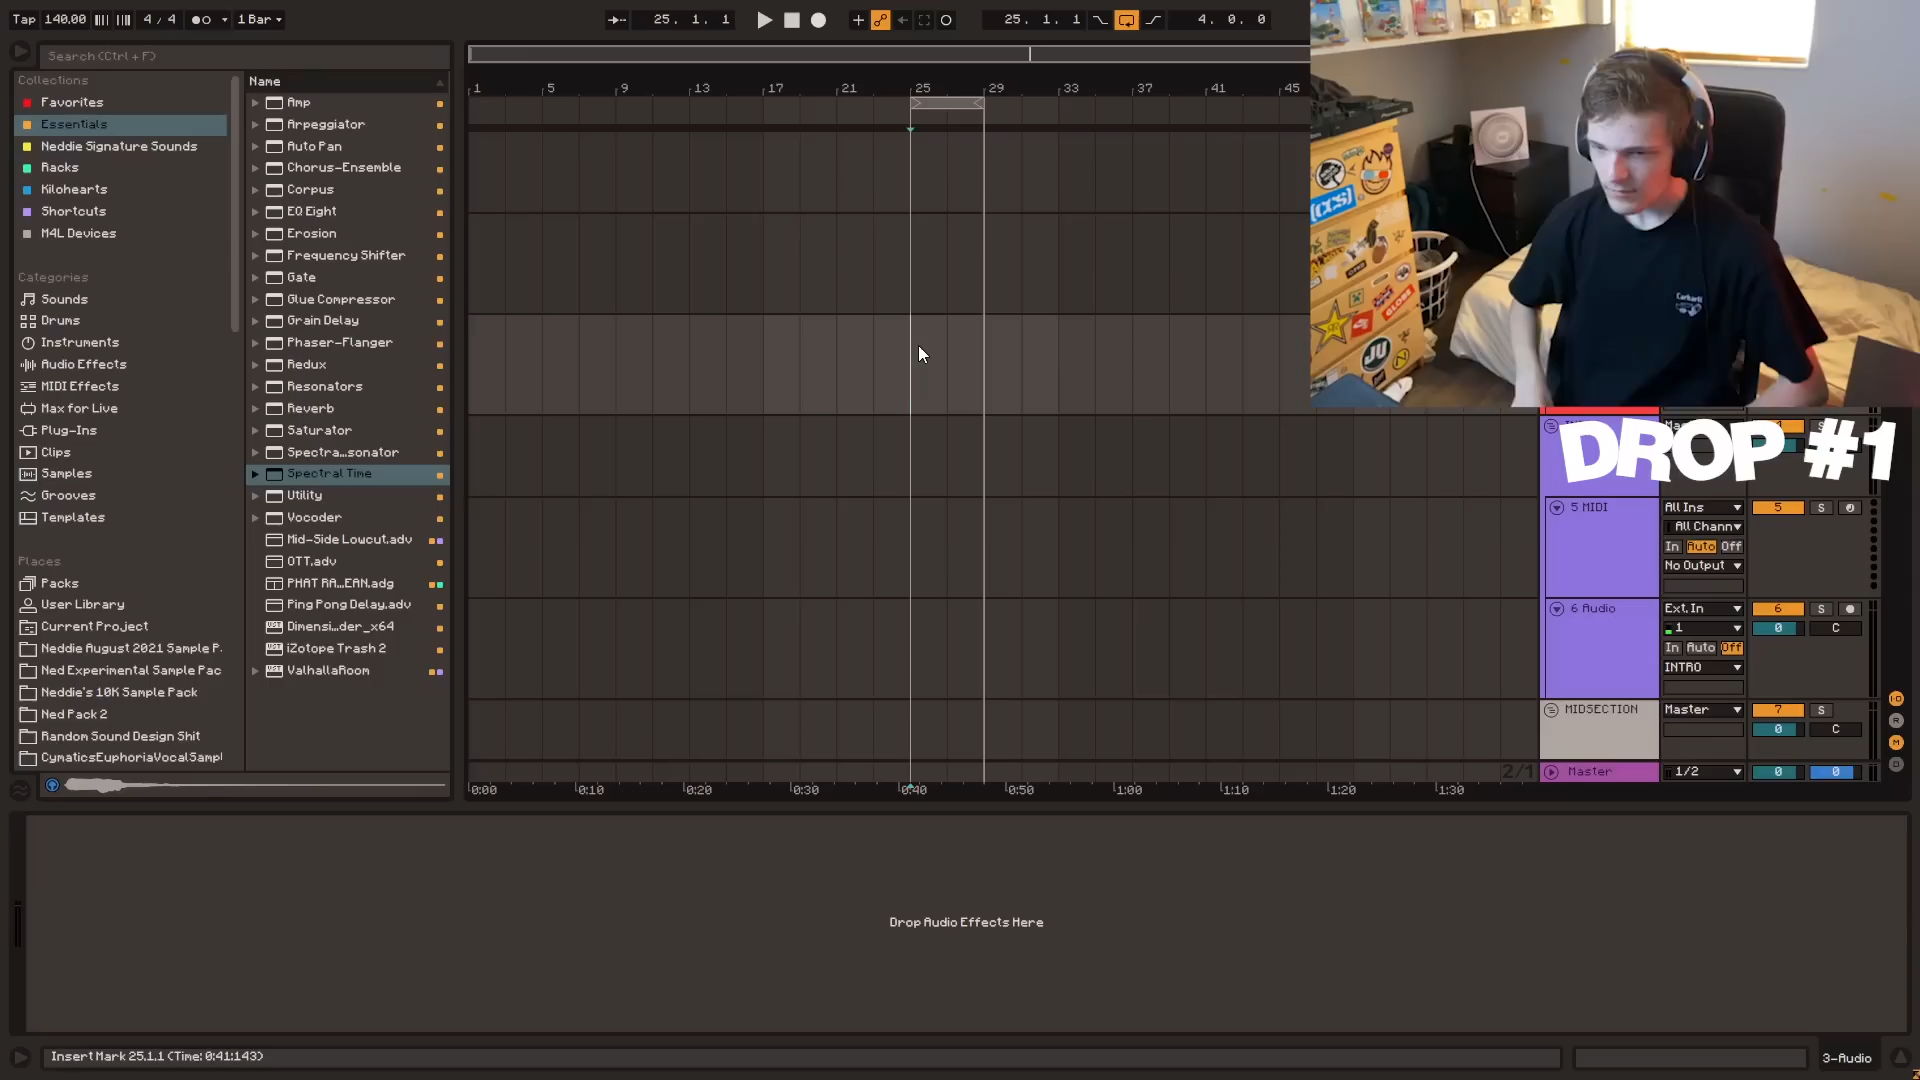 Tap 140.00 4 / 4 1 Bar 25. 1. 1 25. 1. 1 4. 0. 0
Search (Ctrl + F)
Collections
Favorites
Essentials
Neddie Signature Sounds
Racks
Kilohearts
Shortcuts
M4L Devices
Categories
Sounds
Drums
Instruments
Audio Effects
MIDI Effects
Max for Live
Plug-Ins
Clips
Samples
Grooves
Templates
Places
Packs
User Library
Current Project
Neddie August 2021 Sample P.
Ned Experimental Sample Pac
Neddie's 10K Sample Pack
Ned Pack 2
Random Sound Design Shit
CymaticsEuphoriaVocalSampl
Name
Amp
Arpeggiator
Auto Pan
Chorus-Ensemble
Corpus
EQ Eight
Erosion
Frequency Shifter
Gate
Glue Compressor
Grain Delay
Phaser-Flanger
Redux
Resonators
Reverb
Saturator
Spectra...sonator
Spectral Time
Utility
Vocoder
Mid-Side Lowcut.adv
OTT.adv
PHAT RA...EAN.adg
Ping Pong Delay.adv
Dimensi...der_x64
iZotope Trash 2
ValhallaRoom
1 5 9 13 17 21 25 29 33 37 41 45
DROP #1
5 MIDI All Ins 5 S
All Chann
In Auto Off
No Output
6 Audio Ext. In 6 S
1 0 C
In Auto Off
INTRO
MIDSECTION Master 7 S
0 C
2/1 Master 1/2 0 0
0:00 0:10 0:20 0:30 0:40 0:50 1:00 1:10 1:20 1:30
Drop Audio Effects Here
Insert Mark 25.1.1 (Time: 0:41:143)
3-Audio